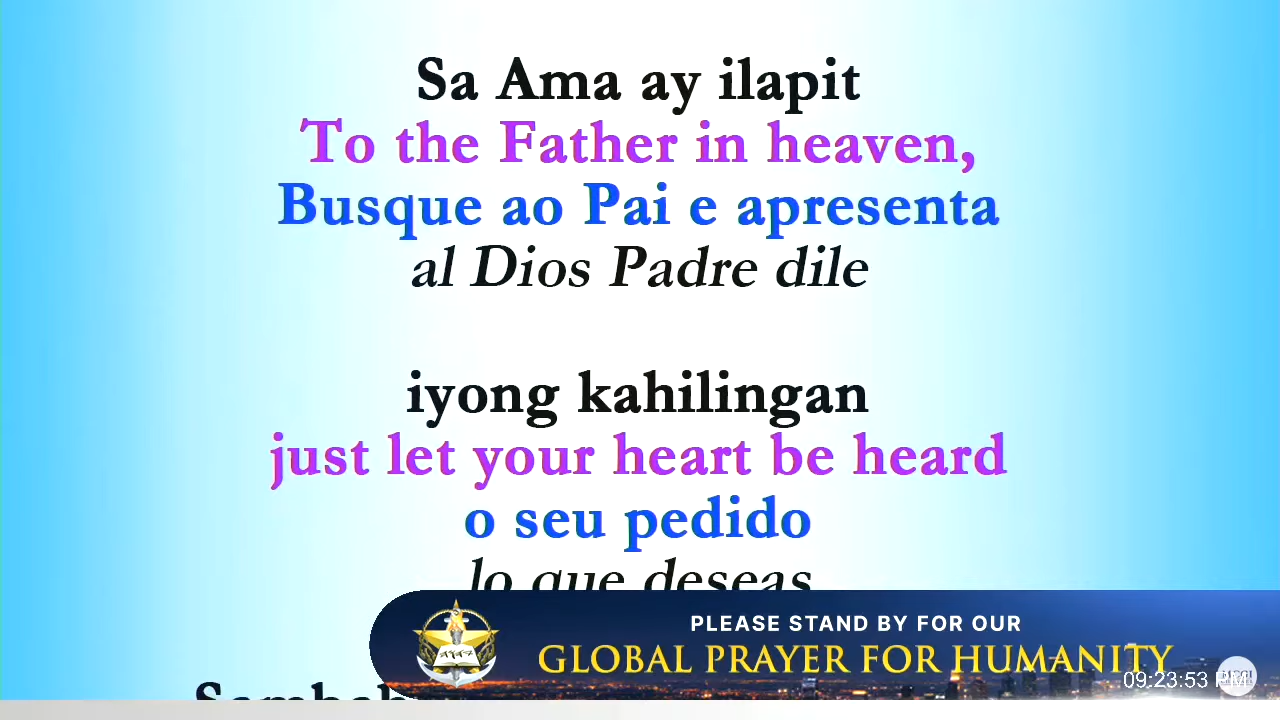 Sa Ama ay ilapit
To the Father in heaven,
Busque ao Pai e apresenta
al Dios Padre dile
iyong kahilingan
just let your heart be heard
o seu pedido
lo que deseas
PLEASE STAND BY FOR OUR
GLOBAL PRAYER FOR HUMANITY
09:23:53 PM